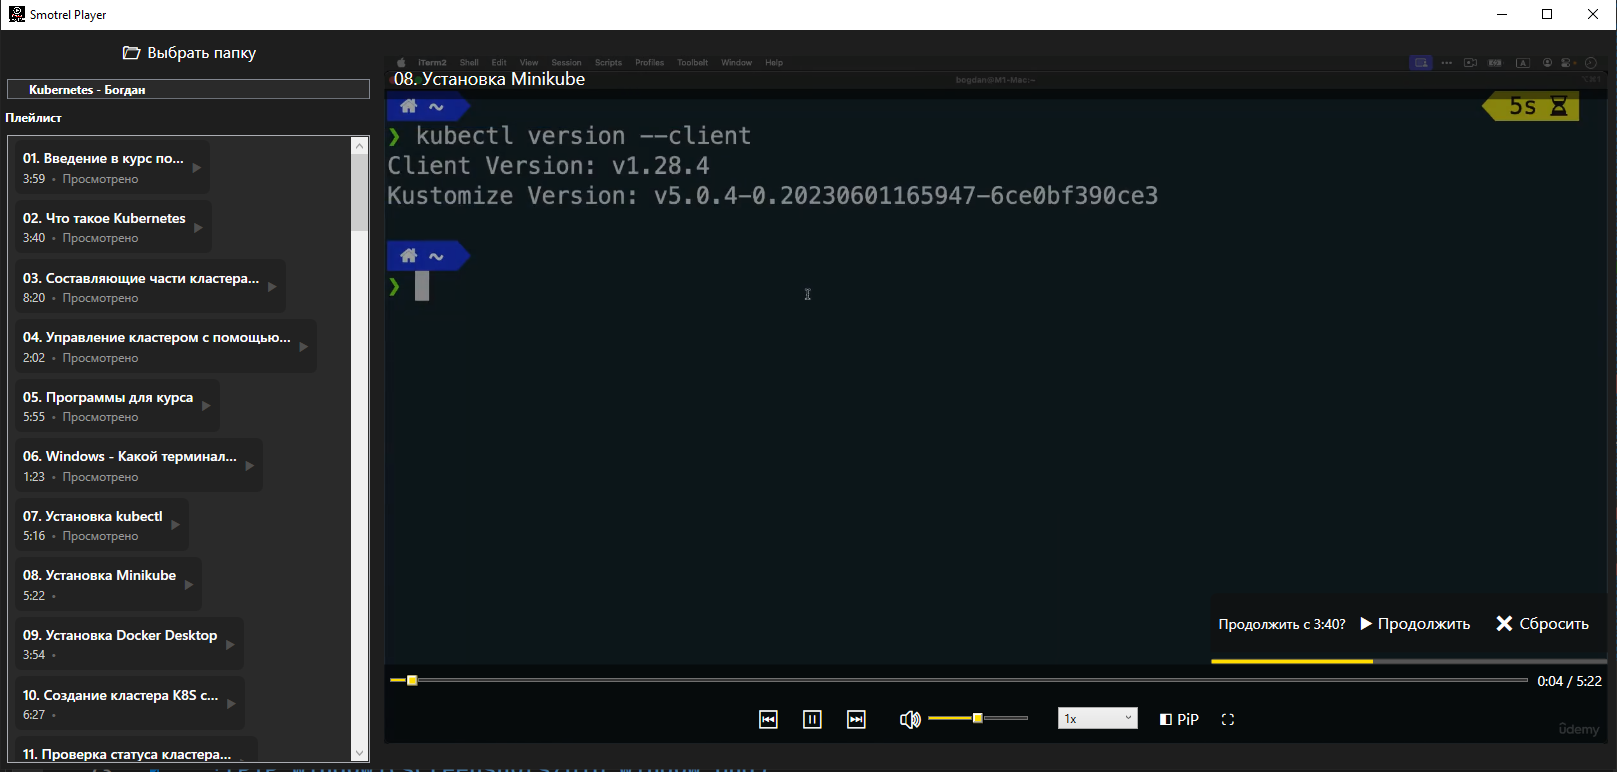 Smotrel Player
Выбрать папку
Kubernetes - Богдан
Плейлист
01. Введение в курс по...
3:59 • Просмотрено
02. Что такое Kubernetes
3:40 • Просмотрено
03. Составляющие части кластера...
8:20 • Просмотрено
04. Управление кластером с помощью...
2:02 • Просмотрено
05. Программы для курса
5:55 • Просмотрено
06. Windows - Какой терминал...
1:23 • Просмотрено
07. Установка kubectl
5:16 • Просмотрено
08. Установка Minikube
5:22 •
09. Установка Docker Desktop
3:54 •
10. Создание кластера K8S с...
6:27 •
11. Проверка статуса кластера...
iTerm2 Shell Edit View Session Scripts Profiles Toolbelt Window Help
08. Установка Minikube
bogdan@M1-Mac:~
~
5s
❯ kubectl version --client
Client Version: v1.28.4
Kustomize Version: v5.0.4-0.20230601165947-6ce0bf390ce3
~
❯
Продолжить с 3:40? Продолжить Сбросить
0:04 / 5:22
1x
PiP
ûdemy